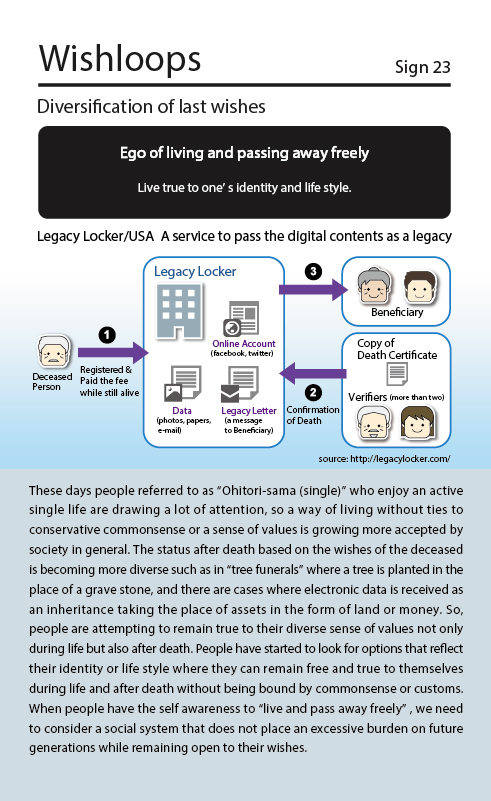 Wishloops
Sign 23
Diversification of last wishes
Ego of living and passing away freely
Live true to one's identity and life style.
Legacy Locker/USA A service to pass the digital contents as a legacy
Legacy Locker
3
Beneficiary
1
Deceased
Person
Registered &
Paid the fee
while still alive
Online Account
(facebook, twitter)
Data
(photos, papers,
e-mail)
Legacy Letter
(a message
to Beneficiary)
2
Confirmation
of Death
Copy of
Death Certificate
Verifiers (more than two)
source: http://legacylocker.com/
These days people referred to as "Ohitori-sama (single)" who enjoy an active
single life are drawing a lot of attention, so a way of living without ties to
conservative commonsense or a sense of values is growing more accepted by
society in general. The status after death based on the wishes of the deceased
is becoming more diverse such as in "tree funerals" where a tree is planted in the
place of a grave stone, and there are cases where electronic data is received as
an inheritance taking the place of assets in the form of land or money. So,
people are attempting to remain true to their diverse sense of values not only
during life but also after death. People have started to look for options that reflect
their identity or life style where they can remain free and true to themselves
during life and after death without being bound by commonsense or customs.
When people have the self awareness to "live and pass away freely" , we need
to consider a social system that does not place an excessive burden on future
generations while remaining open to their wishes.